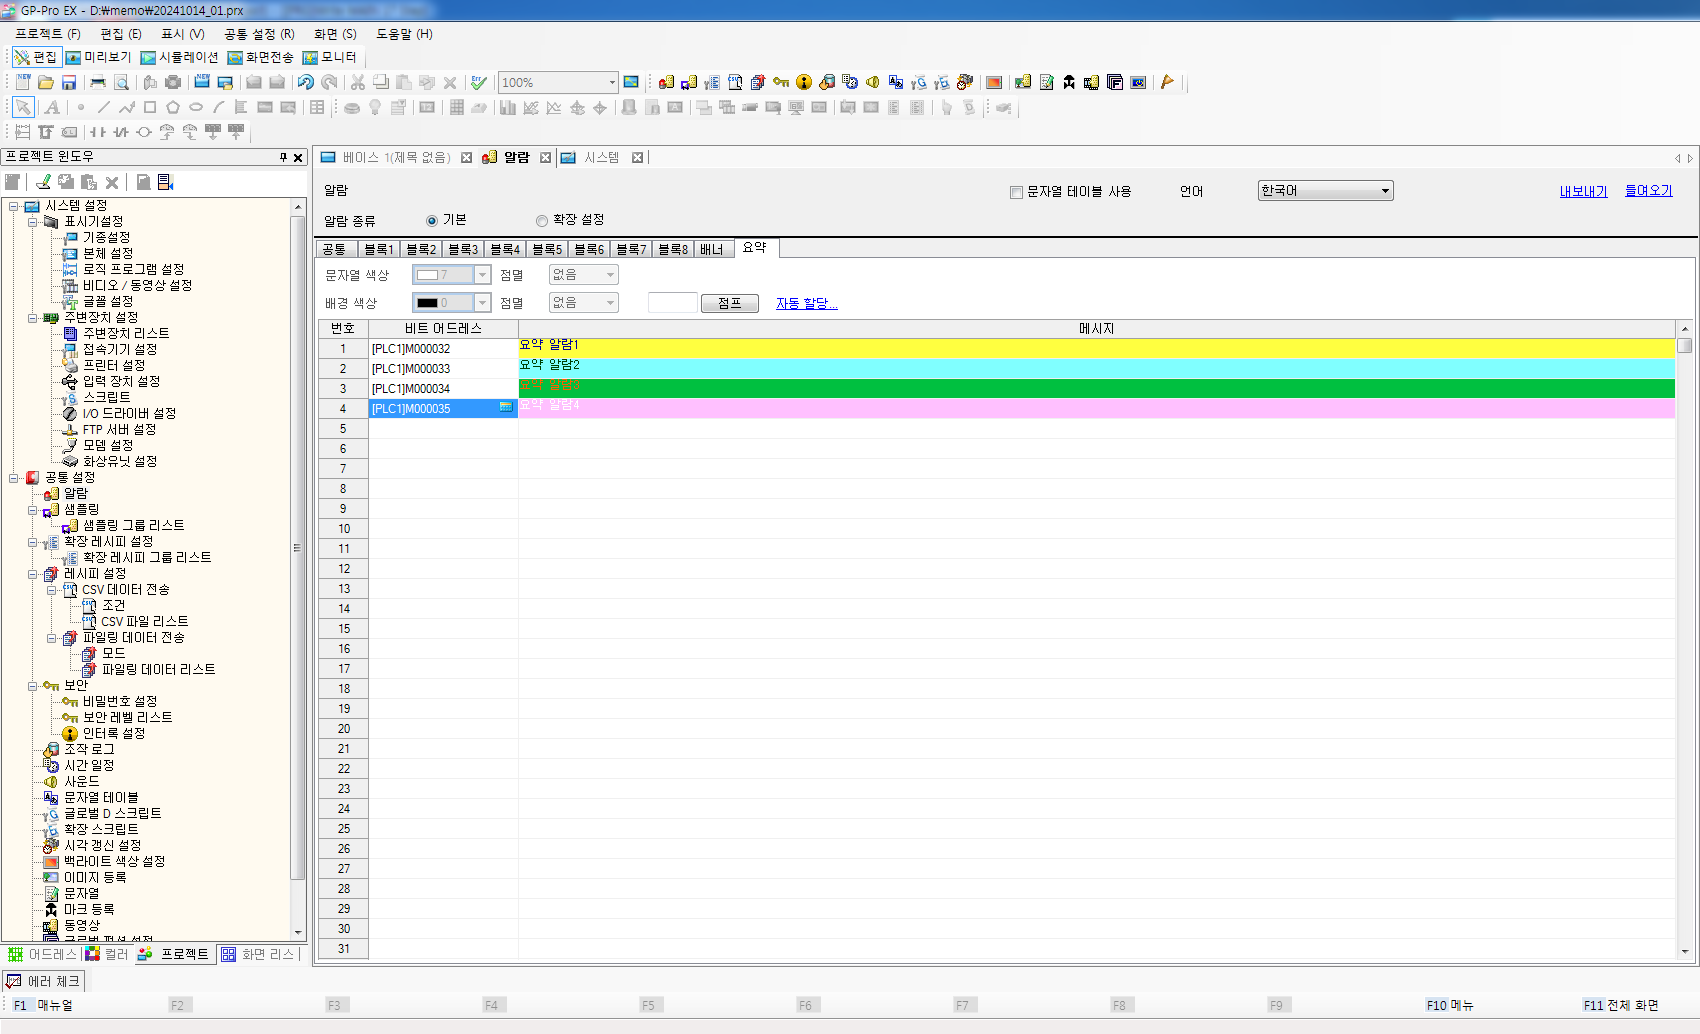 GP-Pro EX - D:₩memo₩20241014_01.prx
프로젝트 (F) 편집 (E) 표시 (V) 공통 설정 (R) 화면 (S) 도움말 (H)
편집 미리보기 시뮬레이션 화면전송 모니터
100%
프로젝트 윈도우
시스템 설정
표시기설정
기종설정
본체 설정
로직 프로그램 설정
비디오 / 동영상 설정
글꼴 설정
주변장치 설정
주변장치 리스트
접속기기 설정
프린터 설정
입력 장치 설정
스크립트
I/O 드라이버 설정
FTP 서버 설정
모뎀 설정
화상유닛 설정
공통 설정
알람
샘플링
샘플링 그룹 리스트
확장 레시피 설정
확장 레시피 그룹 리스트
레시피 설정
CSV 데이터 전송
조건
CSV 파일 리스트
파일링 데이터 전송
모드
파일링 데이터 리스트
보안
비밀번호 설정
보안 레벨 리스트
인터록 설정
조작 로그
시간 일정
사운드
문자열 테이블
글로벌 D 스크립트
확장 스크립트
시각 갱신 설정
백라이트 색상 설정
이미지 등록
문자열
마크 등록
동영상
어드레스 컬러 프로젝트 화면 리스
베이스 1(제목 없음) 알람 시스템
알람 문자열 테이블 사용 언어 한국어 내보내기 들여오기
알람 종류 기본 확장 설정
공통 블록1 블록2 블록3 블록4 블록5 블록6 블록7 블록8 배너 요약
문자열 색상 7 점멸 없음
배경 색상 0 점멸 없음 점프 자동 할당...
번호 비트 어드레스 메시지
1 [PLC1]M000032 요약 알람1
2 [PLC1]M000033 요약 알람2
3 [PLC1]M000034 요약 알람3
4 [PLC1]M000035 요약 알람4
5
6
7
8
9
10
11
12
13
14
15
16
17
18
19
20
21
22
23
24
25
26
27
28
29
30
31
에러 체크
F1 매뉴얼 F2 F3 F4 F5 F6 F7 F8 F9 F10 메뉴 F11 전체 화면